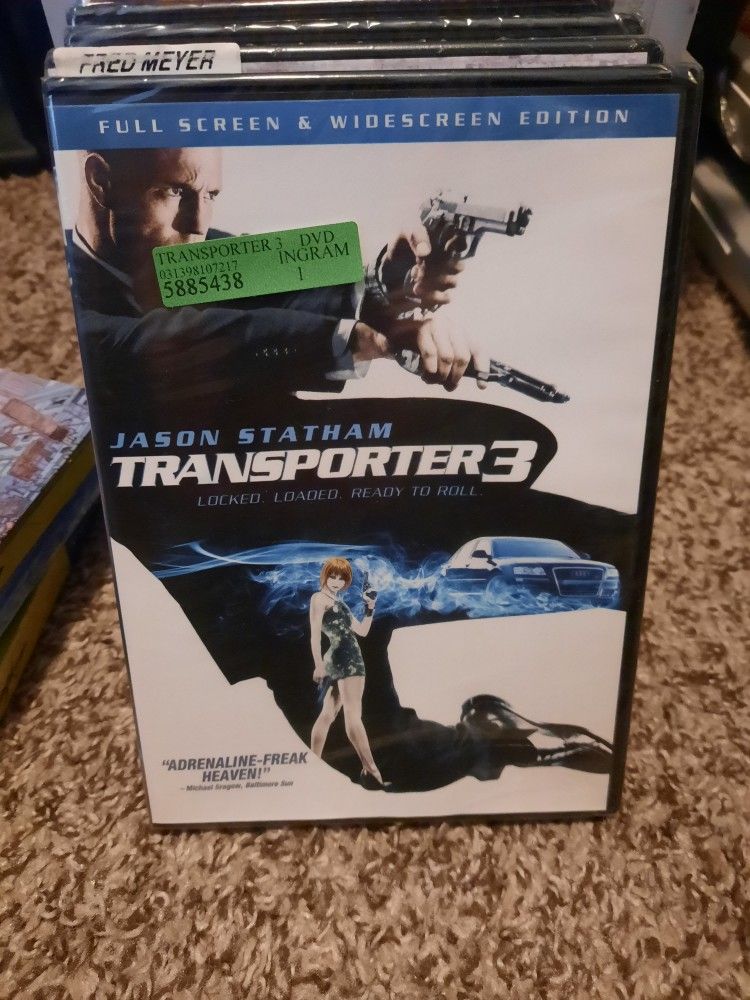 FRED MEYER
FULL SCREEN & WIDESCREEN EDITION
TRANSPORTER 3 DVD
031398107217 INGRAM
5885438 1
JASON STATHAM
TRANSPORTER 3
LOCKED. LOADED. READY TO ROLL.
"ADRENALINE-FREAK
HEAVEN!"
– Michael Sragow, Baltimore Sun